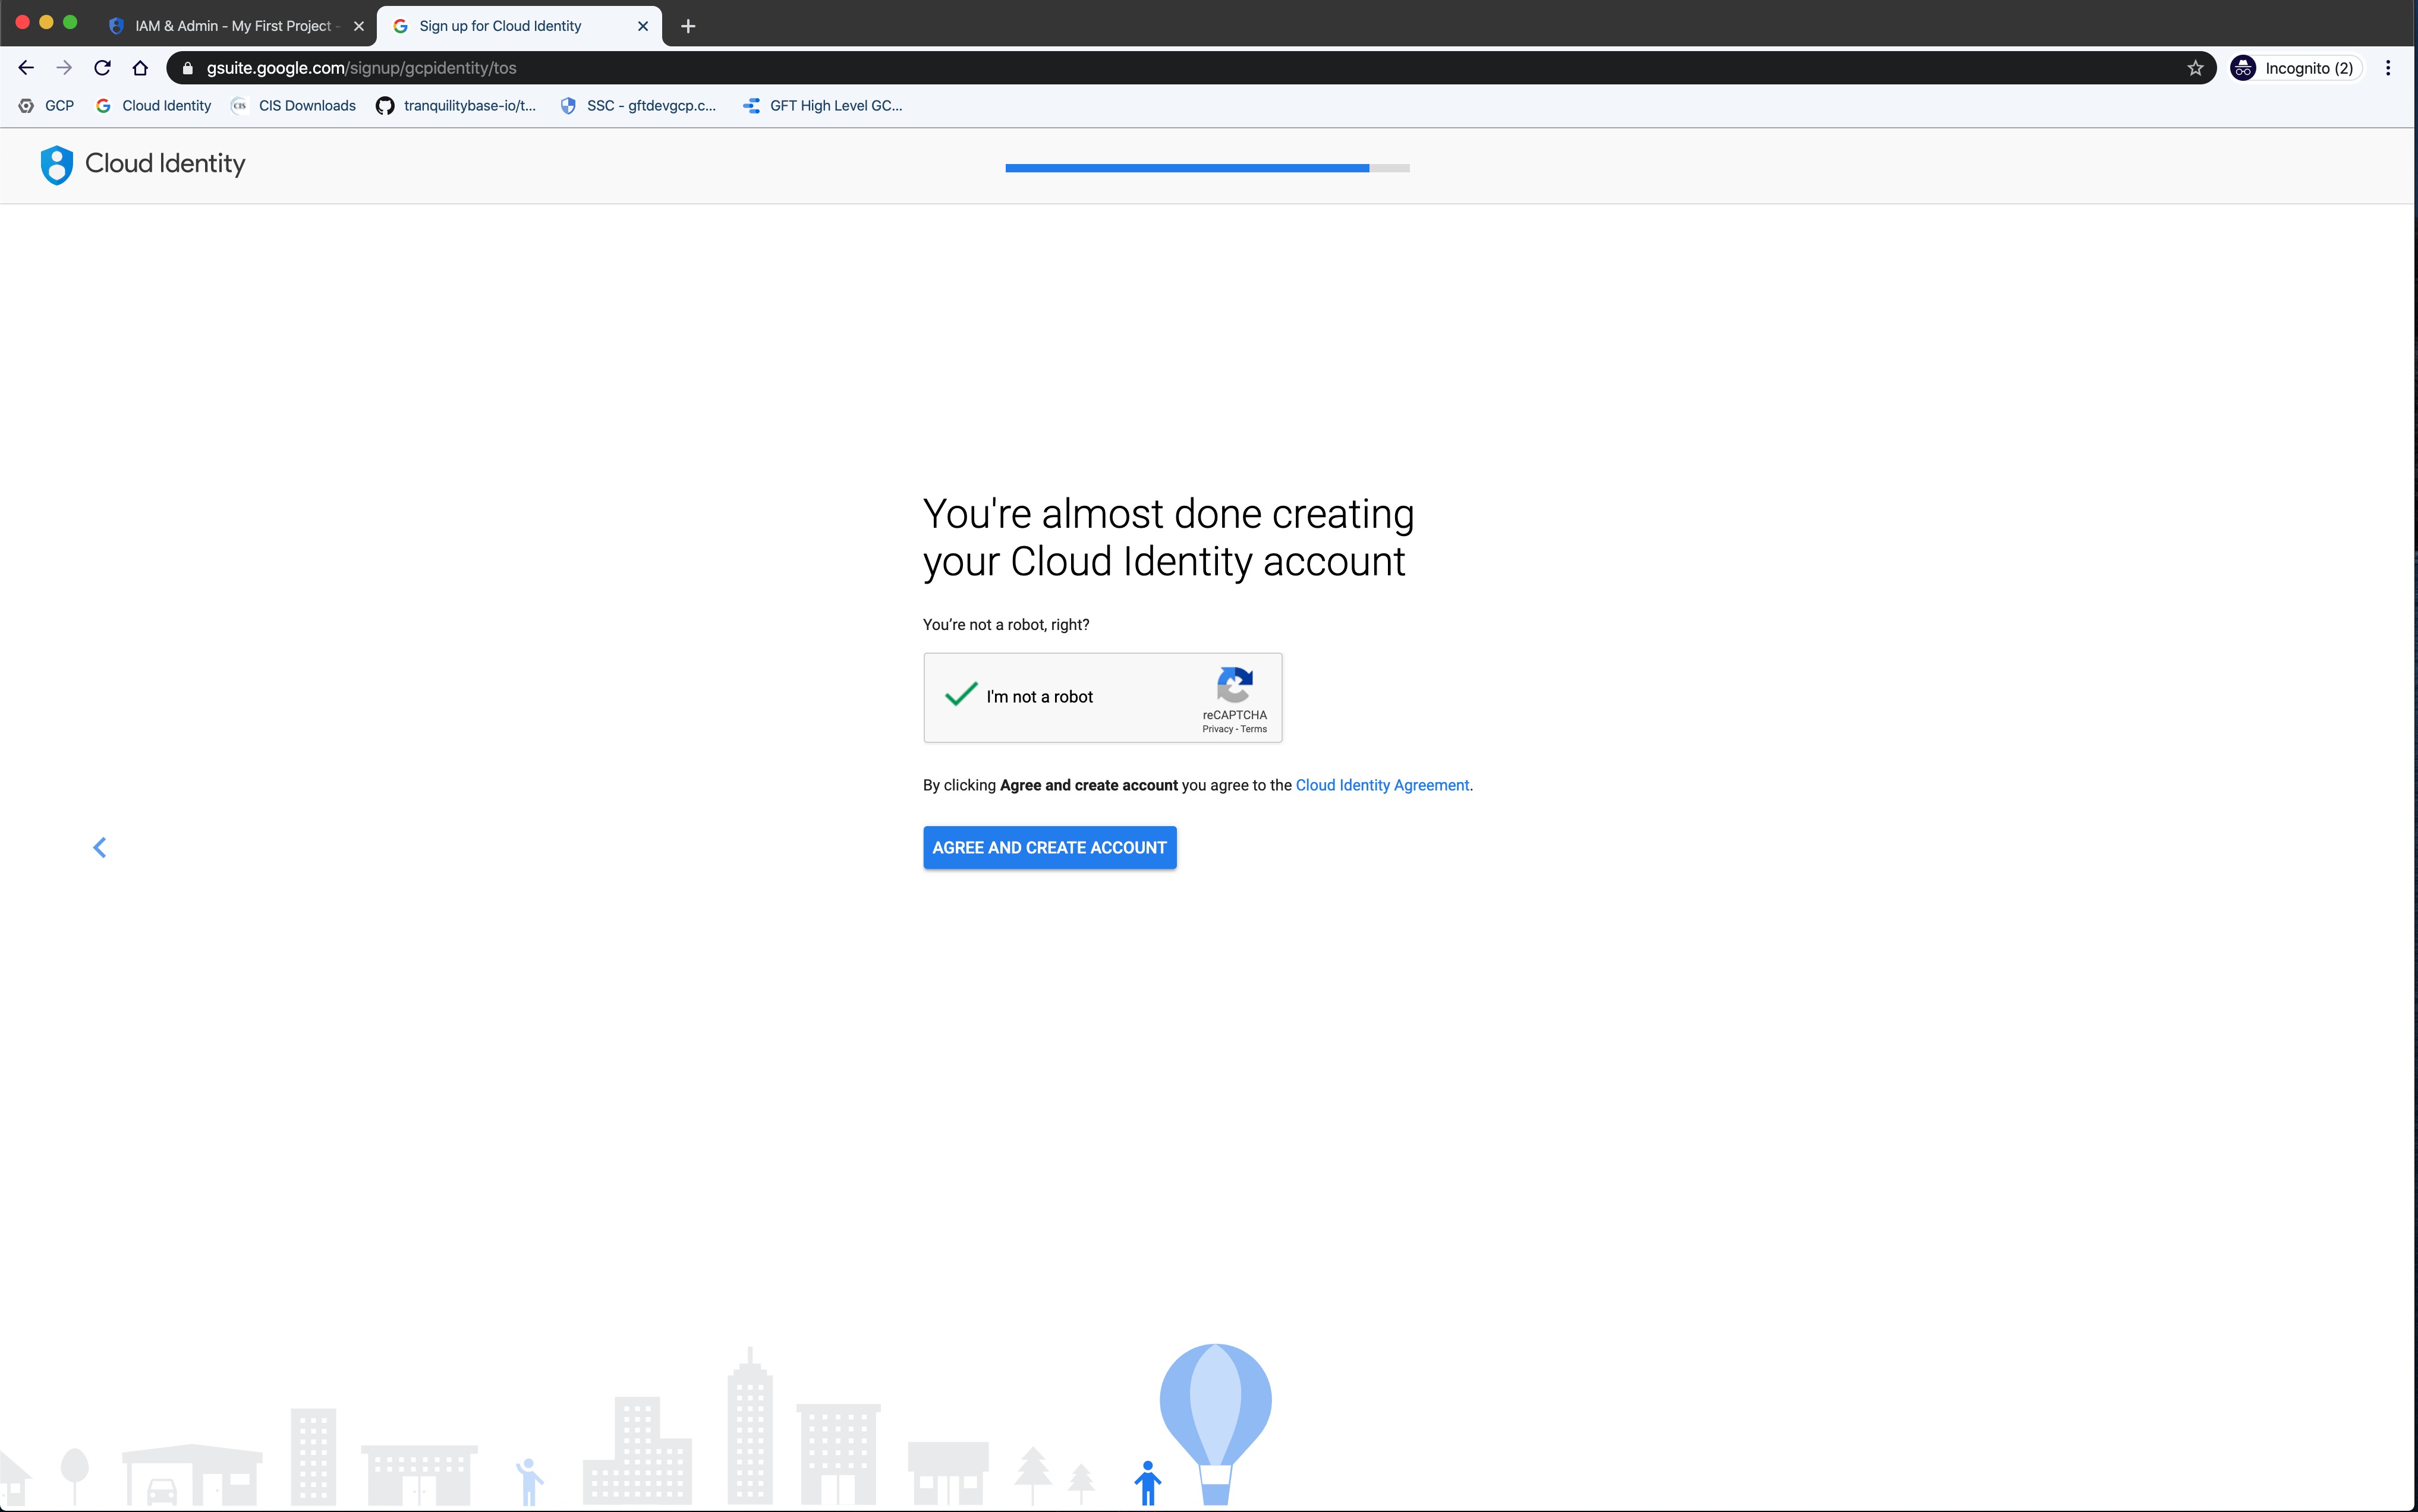 IAM & Admin - My First Project -
Sign up for Cloud Identity
gsuite.google.com/signup/gcpidentity/tos
Incognito (2)
GCP
Cloud Identity
CIS Downloads
tranquilitybase-io/t...
SSC - gftdevgcp.c...
GFT High Level GC...
Cloud Identity
You're almost done creating
your Cloud Identity account
You're not a robot, right?
I'm not a robot
reCAPTCHA
Privacy - Terms
By clicking Agree and create account you agree to the Cloud Identity Agreement.
AGREE AND CREATE ACCOUNT